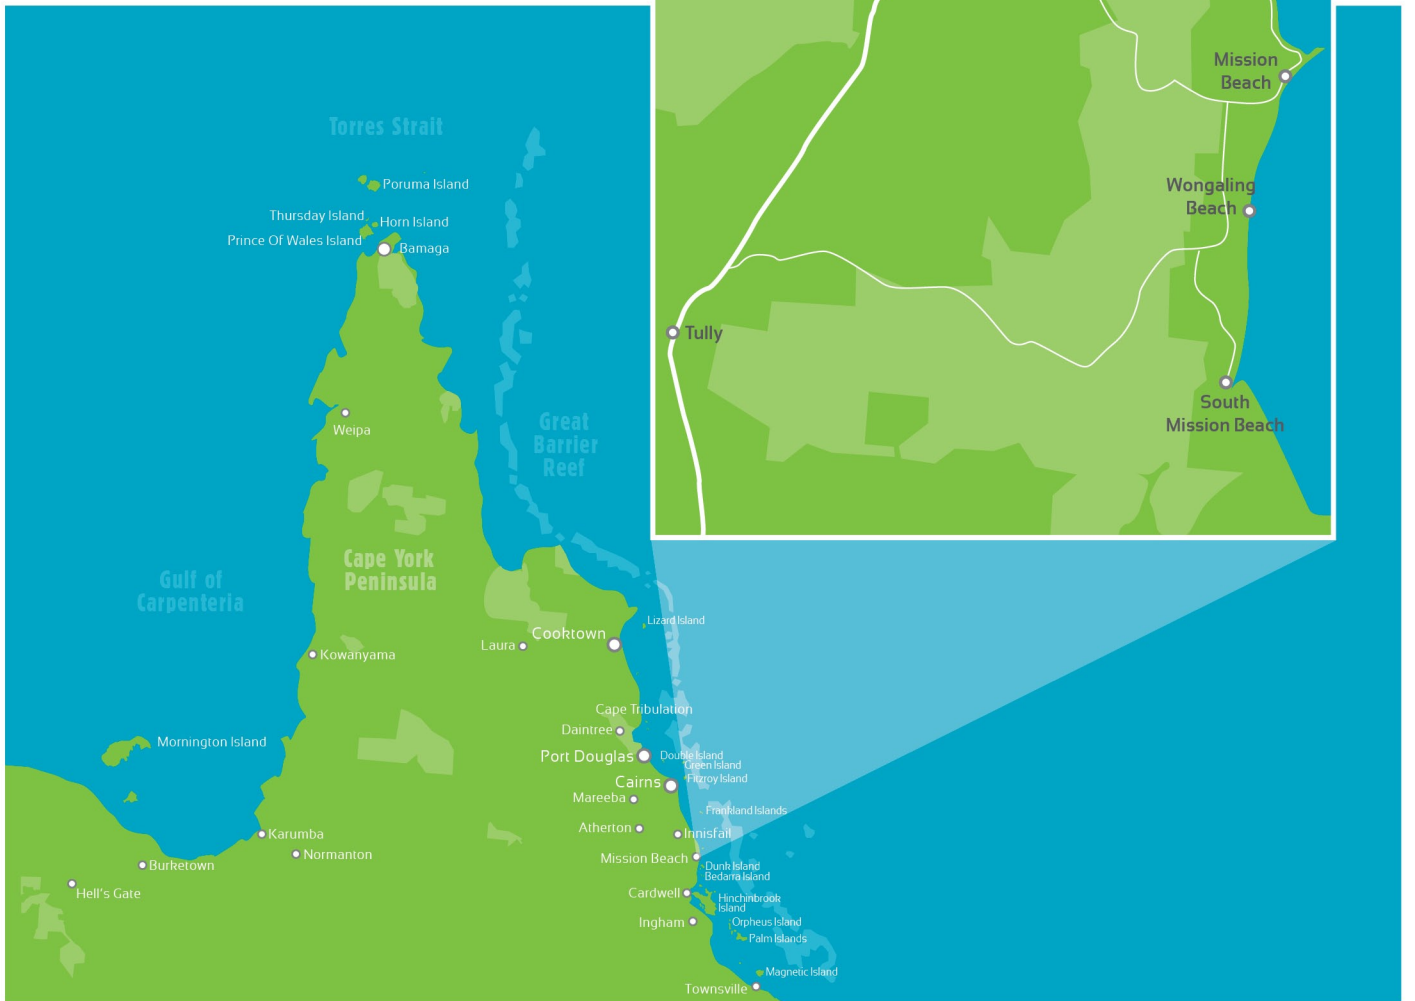 Torres Strait
Poruma Island
Thursday Island
Horn Island
Prince Of Wales Island
Bamaga
Weipa
Great
Barrier
Reef
Cape York
Peninsula
Gulf of
Carpenteria
Lizard Island
Cooktown
Laura
Kowanyama
Cape Tribulation
Daintree
Mornington Island
Port Douglas
Double Island
Green Island
Cairns
Fitzroy Island
Mareeba
Frankland Islands
Atherton
Innisfail
Karumba
Normanton
Mission Beach
Burketown
Dunk Island
Bedarra Island
Hell's Gate
Cardwell
Hinchinbrook
Island
Ingham
Orpheus Island
Palm Islands
Magnetic Island
Townsville
Mission
Beach
Wongaling
Beach
Tully
South
Mission Beach